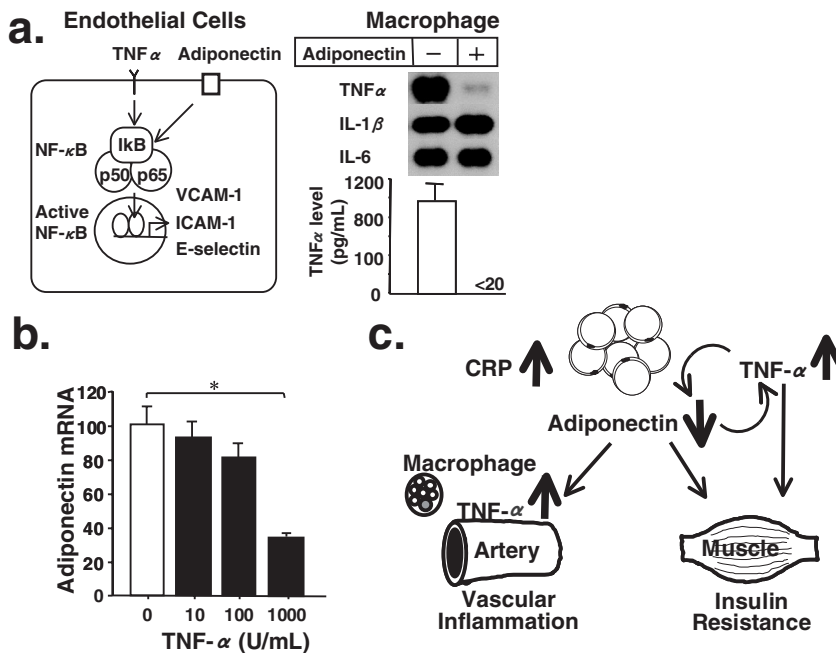 a.
Endothelial Cells
TNFα Adiponectin
IkB
NF-κB
p50 p65
VCAM-1
Active
NF-κB
ICAM-1
E-selectin
Macrophage
Adiponectin − +
TNFα
IL-1β
IL-6
TNFα level
(pg/mL)
1200
800
100
0
<20
b.
Adiponectin mRNA
120
100
80
60
40
20
0
*
0 10 100 1000
TNF-α (U/mL)
c.
CRP
TNF-α
Adiponectin
Macrophage
TNF-α
Artery
Vascular
Inflammation
Muscle
Insulin
Resistance